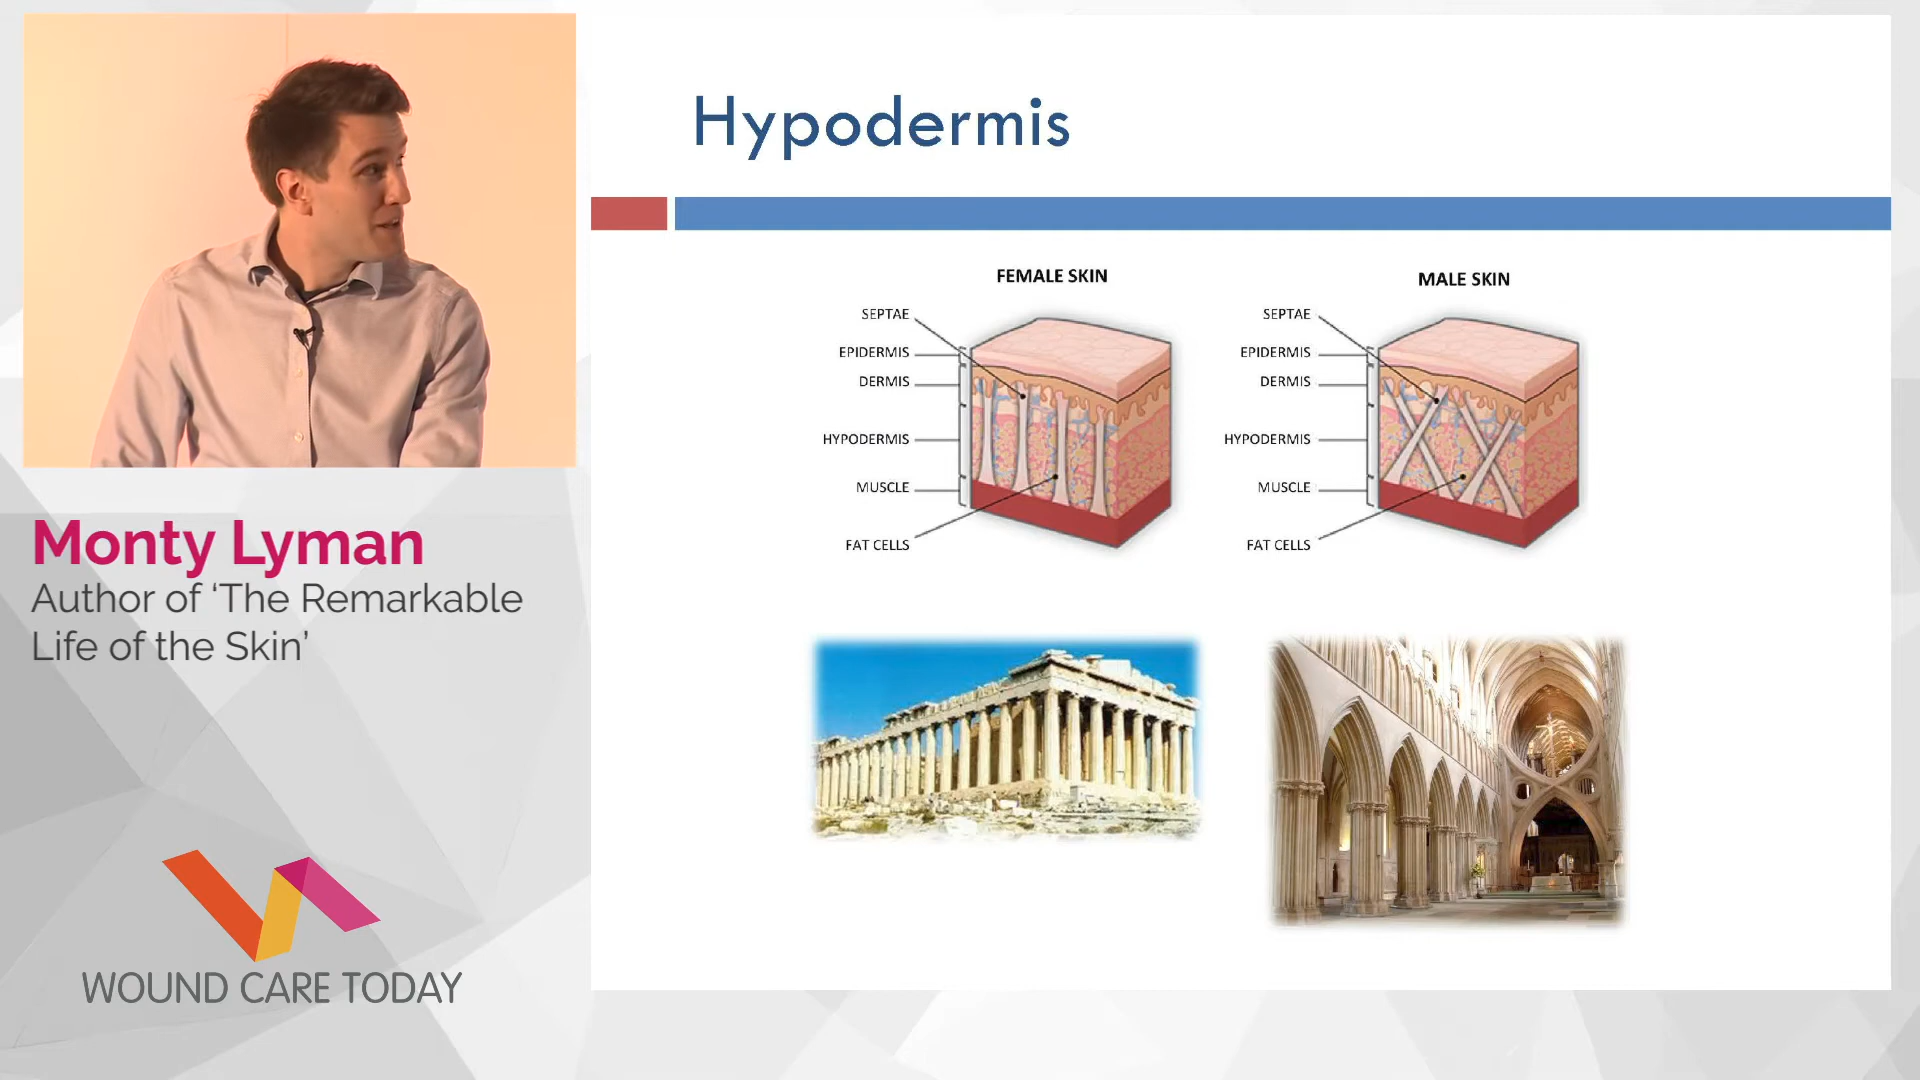 Monty Lyman
Author of ‘The Remarkable
Life of the Skin’
WOUND CARE TODAY
Hypodermis
FEMALE SKIN
SEPTAE
EPIDERMIS
DERMIS
HYPODERMIS
MUSCLE
FAT CELLS
MALE SKIN
SEPTAE
EPIDERMIS
DERMIS
HYPODERMIS
MUSCLE
FAT CELLS